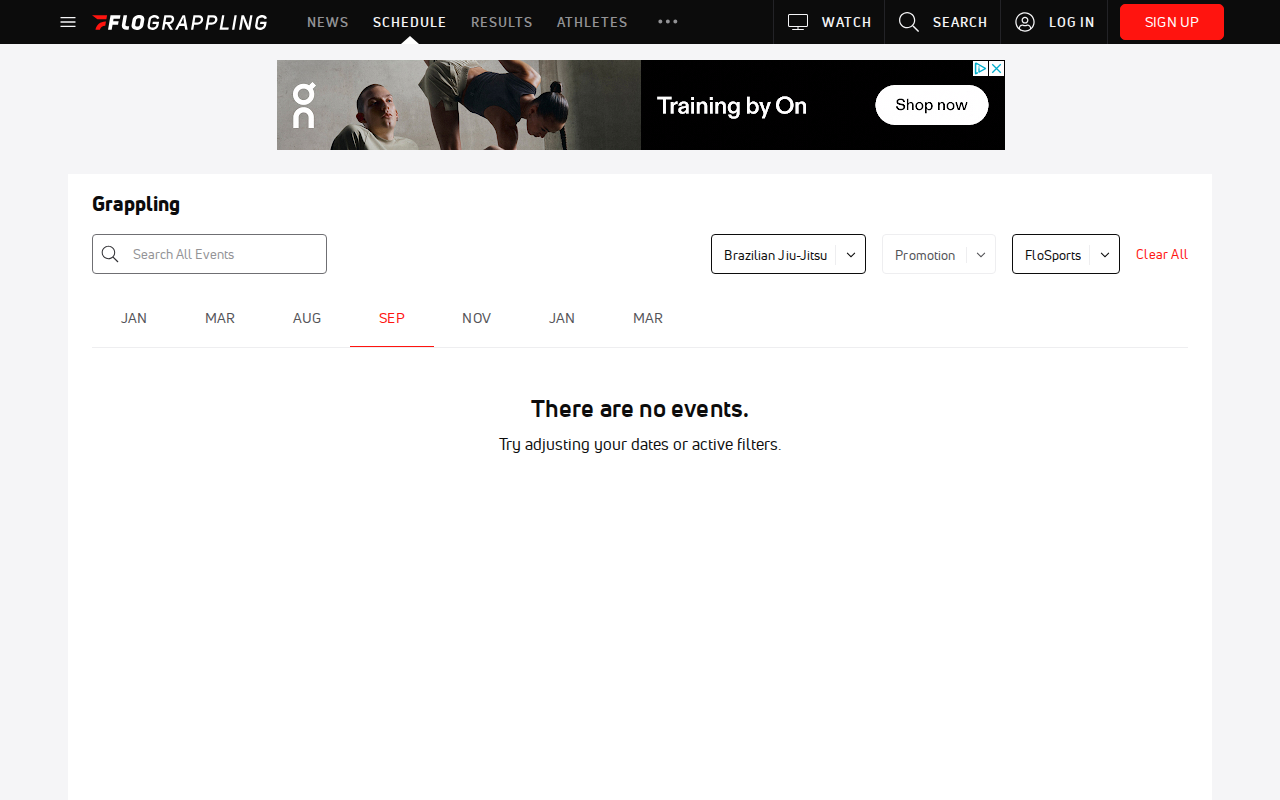 FLOGRAPPLING NEWS SCHEDULE RESULTS ATHLETES WATCH SEARCH LOG IN SIGN UP
on Training by On Shop now
Grappling
Search All Events Brazilian Jiu-Jitsu Promotion FloSports Clear All
JAN MAR AUG SEP NOV JAN MAR
There are no events.
Try adjusting your dates or active filters.